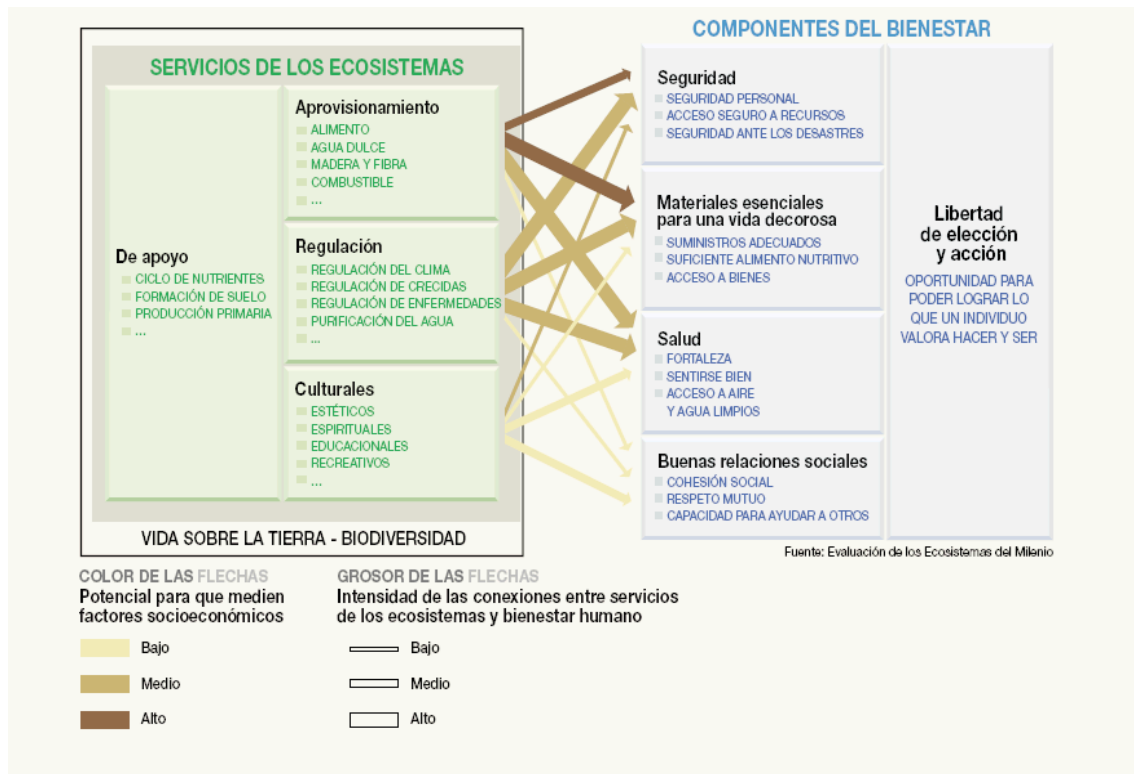 SERVICIOS DE LOS ECOSISTEMAS
De apoyo
CICLO DE NUTRIENTES
FORMACIÓN DE SUELO
PRODUCCIÓN PRIMARIA
...
Aprovisionamiento
ALIMENTO
AGUA DULCE
MADERA Y FIBRA
COMBUSTIBLE
...
Regulación
REGULACIÓN DEL CLIMA
REGULACIÓN DE CRECIDAS
REGULACIÓN DE ENFERMEDADES
PURIFICACIÓN DEL AGUA
...
Culturales
ESTÉTICOS
ESPIRITUALES
EDUCACIONALES
RECREATIVOS
...
VIDA SOBRE LA TIERRA - BIODIVERSIDAD
COMPONENTES DEL BIENESTAR
Seguridad
SEGURIDAD PERSONAL
ACCESO SEGURO A RECURSOS
SEGURIDAD ANTE LOS DESASTRES
Materiales esenciales
para una vida decorosa
SUMINISTROS ADECUADOS
SUFICIENTE ALIMENTO NUTRITIVO
ACCESO A BIENES
Salud
FORTALEZA
SENTIRSE BIEN
ACCESO A AIRE
Y AGUA LIMPIOS
Buenas relaciones sociales
COHESIÓN SOCIAL
RESPETO MUTUO
CAPACIDAD PARA AYUDAR A OTROS
Libertad
de elección
y acción
OPORTUNIDAD PARA
PODER LOGRAR LO
QUE UN INDIVIDUO
VALORA HACER Y SER
Fuente: Evaluación de los Ecosistemas del Milenio
COLOR DE LAS FLECHAS
Potencial para que medien
factores socioeconómicos
Bajo
Medio
Alto
GROSOR DE LAS FLECHAS
Intensidad de las conexiones entre servicios
de los ecosistemas y bienestar humano
Bajo
Medio
Alto